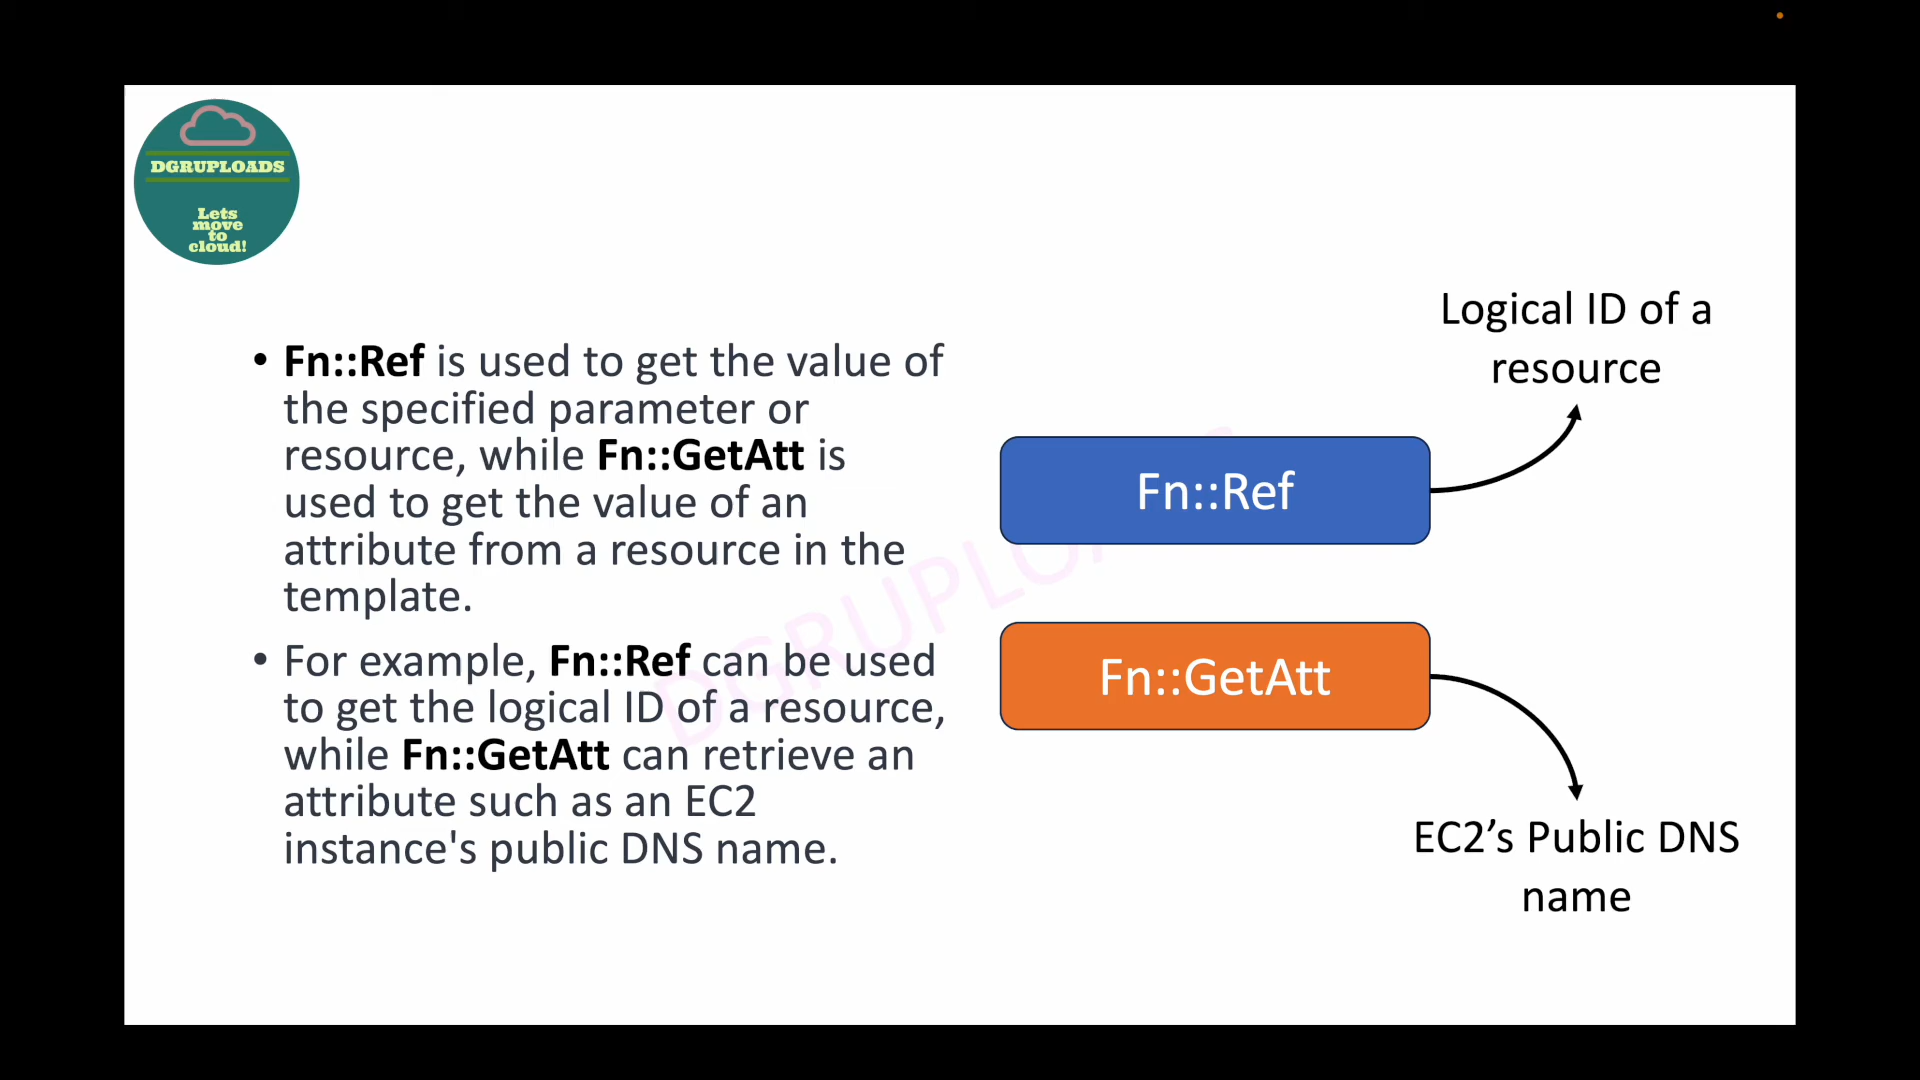 DGRUPLOADS
Lets
move
to
cloud!
• Fn::Ref is used to get the value of
the specified parameter or
resource, while Fn::GetAtt is
used to get the value of an
attribute from a resource in the
template.
• For example, Fn::Ref can be used
to get the logical ID of a resource,
while Fn::GetAtt can retrieve an
attribute such as an EC2
instance's public DNS name.
Logical ID of a
resource
Fn::Ref
Fn::GetAtt
EC2’s Public DNS
name
DGRUPLOADS